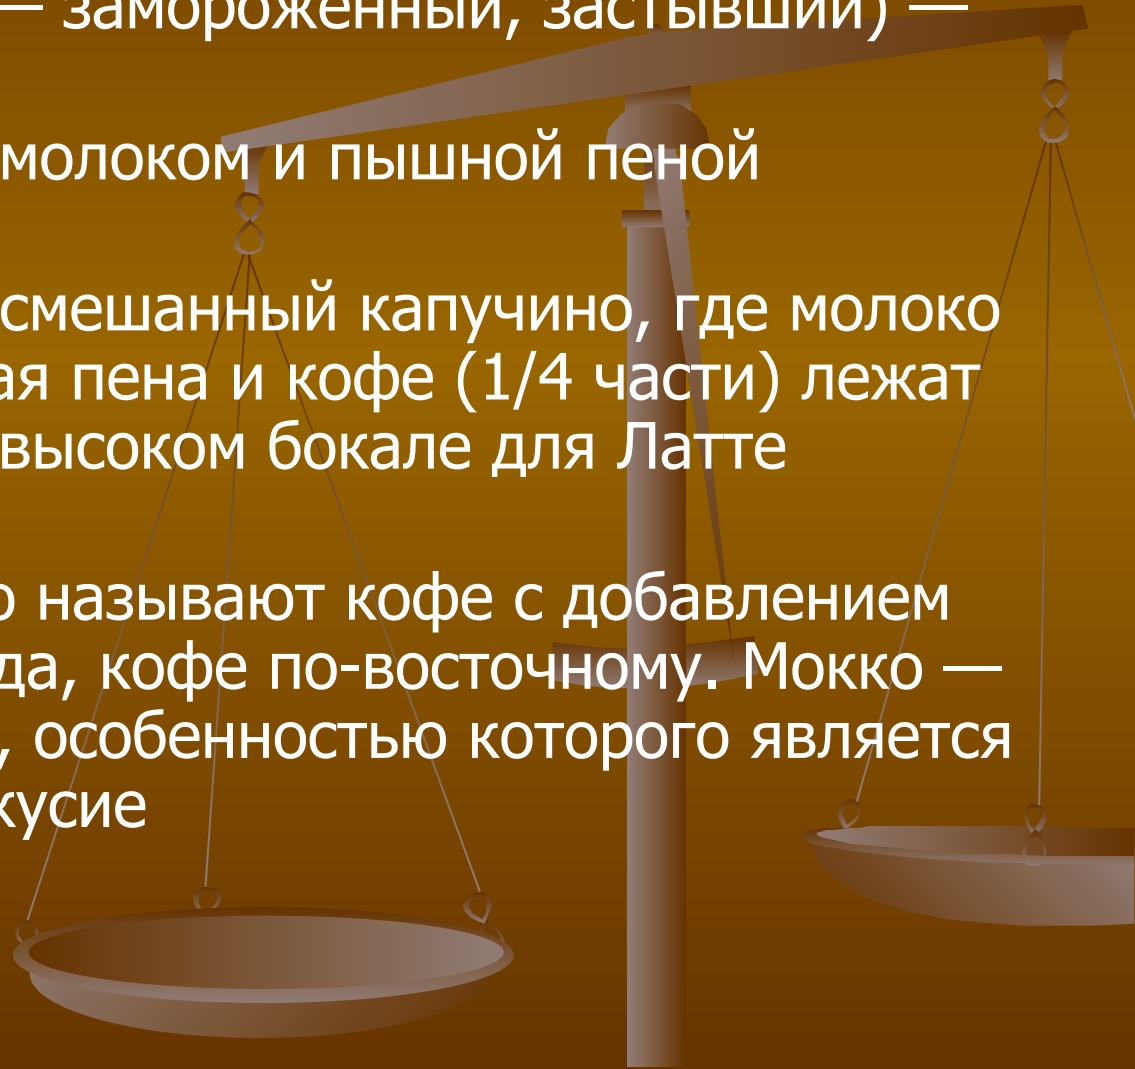 — замороженный, застывший) —
молоком и пышной пеной
смешанный капучино, где молоко
ая пена и кофе (1/4 части) лежат
высоком бокале для Латте
о называют кофе с добавлением
да, кофе по-восточному. Мокко —
, особенностью которого является
кусие